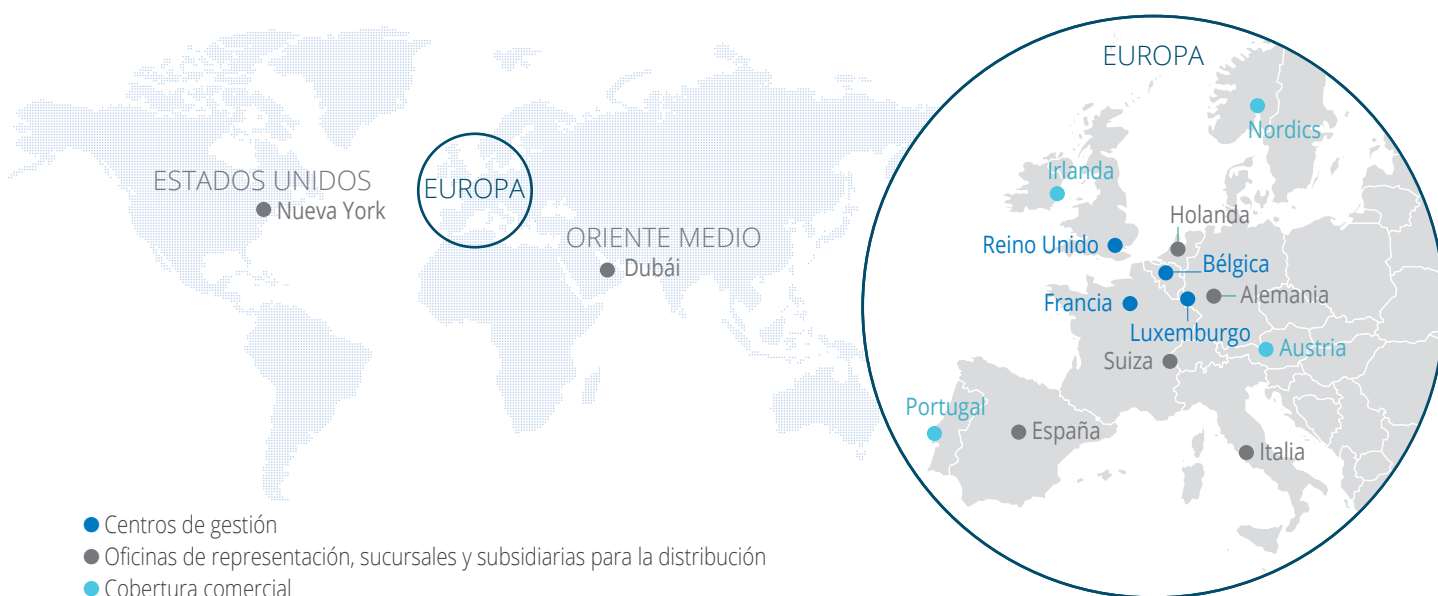 ESTADOS UNIDOS
Nueva York
EUROPA
ORIENTE MEDIO
Dubái
EUROPA
Nordics
Irlanda
Holanda
Reino Unido
Bélgica
Francia
Alemania
Luxemburgo
Suiza
Austria
Portugal
España
Italia
Centros de gestión
Oficinas de representación, sucursales y subsidiarias para la distribución
Cobertura comercial